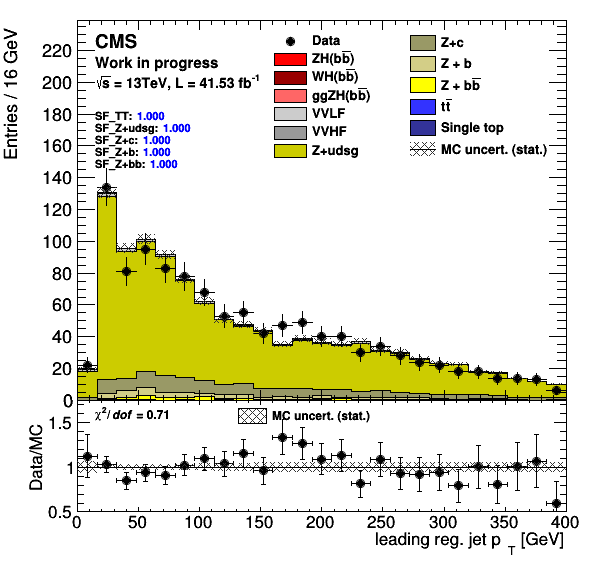 CMS
Work in progress
√s = 13TeV, L = 41.53 fb⁻¹
SF_TT: 1.000
SF_Z+udsg: 1.000
SF_Z+c: 1.000
SF_Z+b: 1.000
SF_Z+bb: 1.000
Data
ZH(bb̅)
WH(bb̅)
ggZH(bb̅)
VVLF
VVHF
Z+udsg
Z+c
Z + b
Z + bb̅
tt̅
Single top
MC uncert. (stat.)
Entries / 16 GeV
220
200
180
160
140
120
100
80
60
40
20
0
χ²/dof = 0.71
MC uncert. (stat.)
Data/MC
1.5
1
0.5
0 50 100 150 200 250 300 350 400
leading reg. jet p_T [GeV]